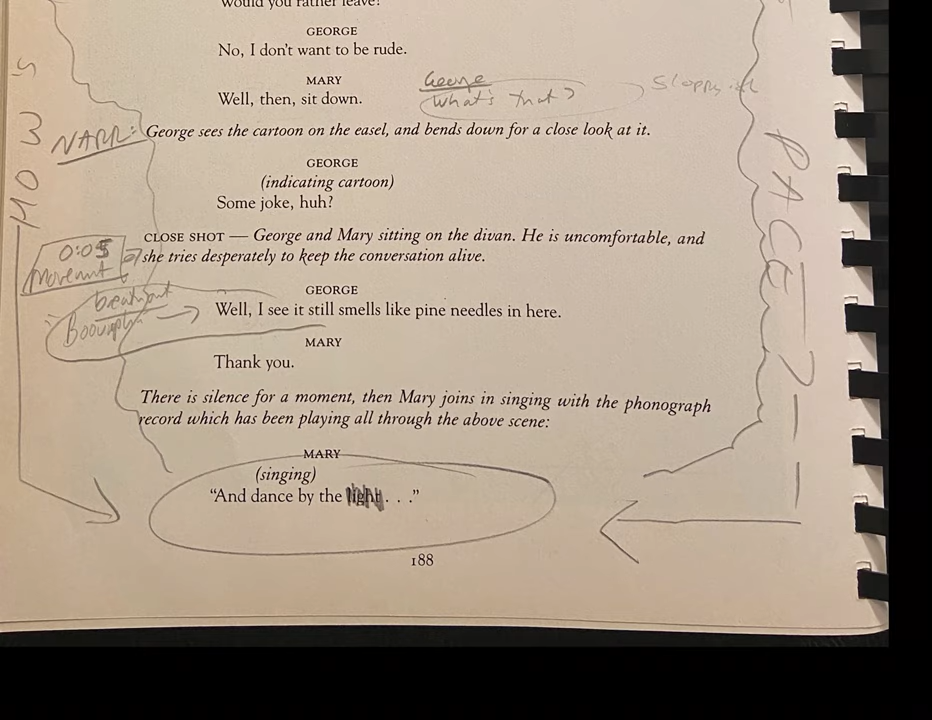 Would you rather leave?
GEORGE
No, I don't want to be rude.
MARY
Well, then, sit down.
George
What's that?
NARR:
George sees the cartoon on the easel, and bends down for a close look at it.
GEORGE
(indicating cartoon)
Some joke, huh?
HOW IS
PACE?
0:05
Movemnt
CLOSE SHOT — George and Mary sitting on the divan. He is uncomfortable, and
she tries desperately to keep the conversation alive.
GEORGE
Well, I see it still smells like pine needles in here.
MARY
Thank you.
There is silence for a moment, then Mary joins in singing with the phonograph
record which has been playing all through the above scene:
MARY
(singing)
"And dance by the light . . ."
188